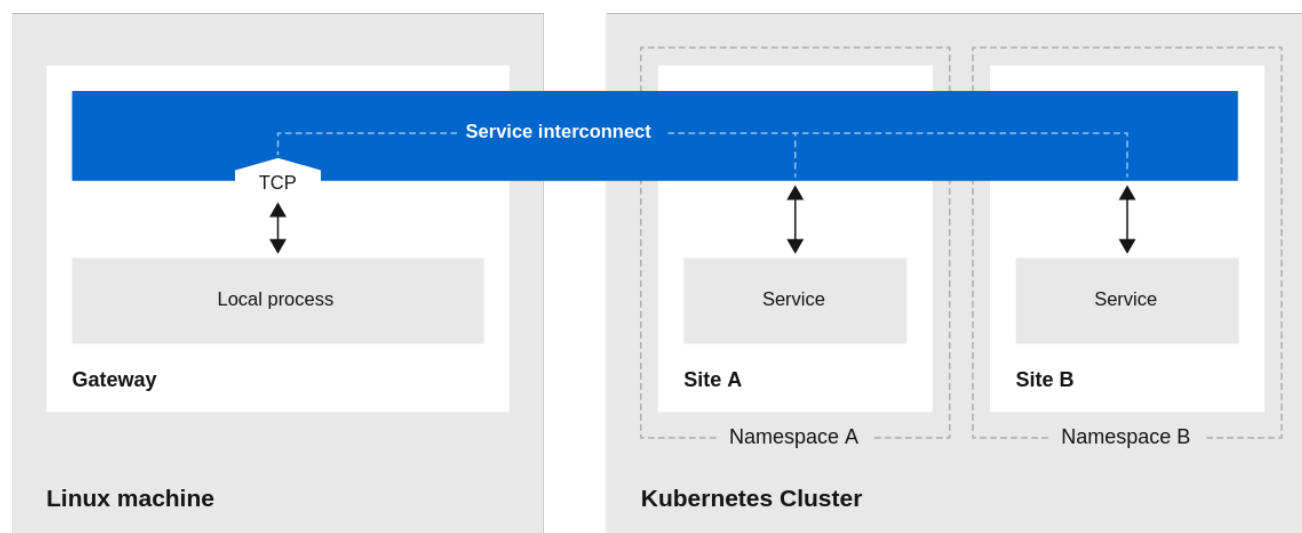 Service interconnect
TCP
Local process
Service
Service
Gateway
Site A
Site B
Namespace A
Namespace B
Linux machine
Kubernetes Cluster